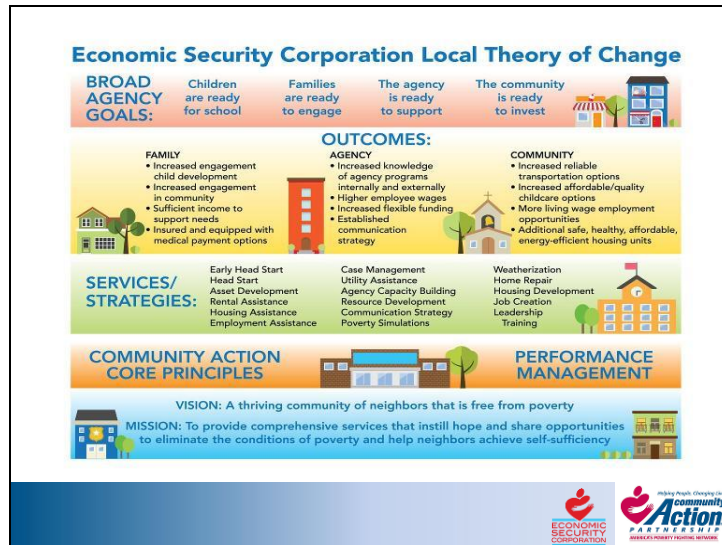 Economic Security Corporation Local Theory of Change
BROAD
AGENCY
GOALS:
Children
are ready
for school
Families
are ready
to engage
The agency
is ready
to support
The community
is ready
to invest
OUTCOMES:
FAMILY
• Increased engagement
child development
• Increased engagement
in community
• Sufficient income to
support needs
• Insured and equipped with
medical payment options
AGENCY
• Increased knowledge
of agency programs
internally and externally
• Higher employee wages
• Increased flexible funding
• Established
communication
strategy
COMMUNITY
• Increased reliable
transportation options
• Increased affordable/quality
childcare options
• More living wage employment
opportunities
• Additional safe, healthy, affordable,
energy-efficient housing units
SERVICES/
STRATEGIES:
Early Head Start
Head Start
Asset Development
Rental Assistance
Housing Assistance
Employment Assistance
Case Management
Utility Assistance
Agency Capacity Building
Resource Development
Communication Strategy
Poverty Simulations
Weatherization
Home Repair
Housing Development
Job Creation
Leadership
Training
COMMUNITY ACTION
CORE PRINCIPLES
PERFORMANCE
MANAGEMENT
VISION: A thriving community of neighbors that is free from poverty
MISSION: To provide comprehensive services that instill hope and share opportunities
to eliminate the conditions of poverty and help neighbors achieve self-sufficiency
ECONOMIC
SECURITY
CORPORATION
Helping People. Changing
community
Action
PARTNERSHIP
AMERICA'S POVERTY FIGHTING NETWORK